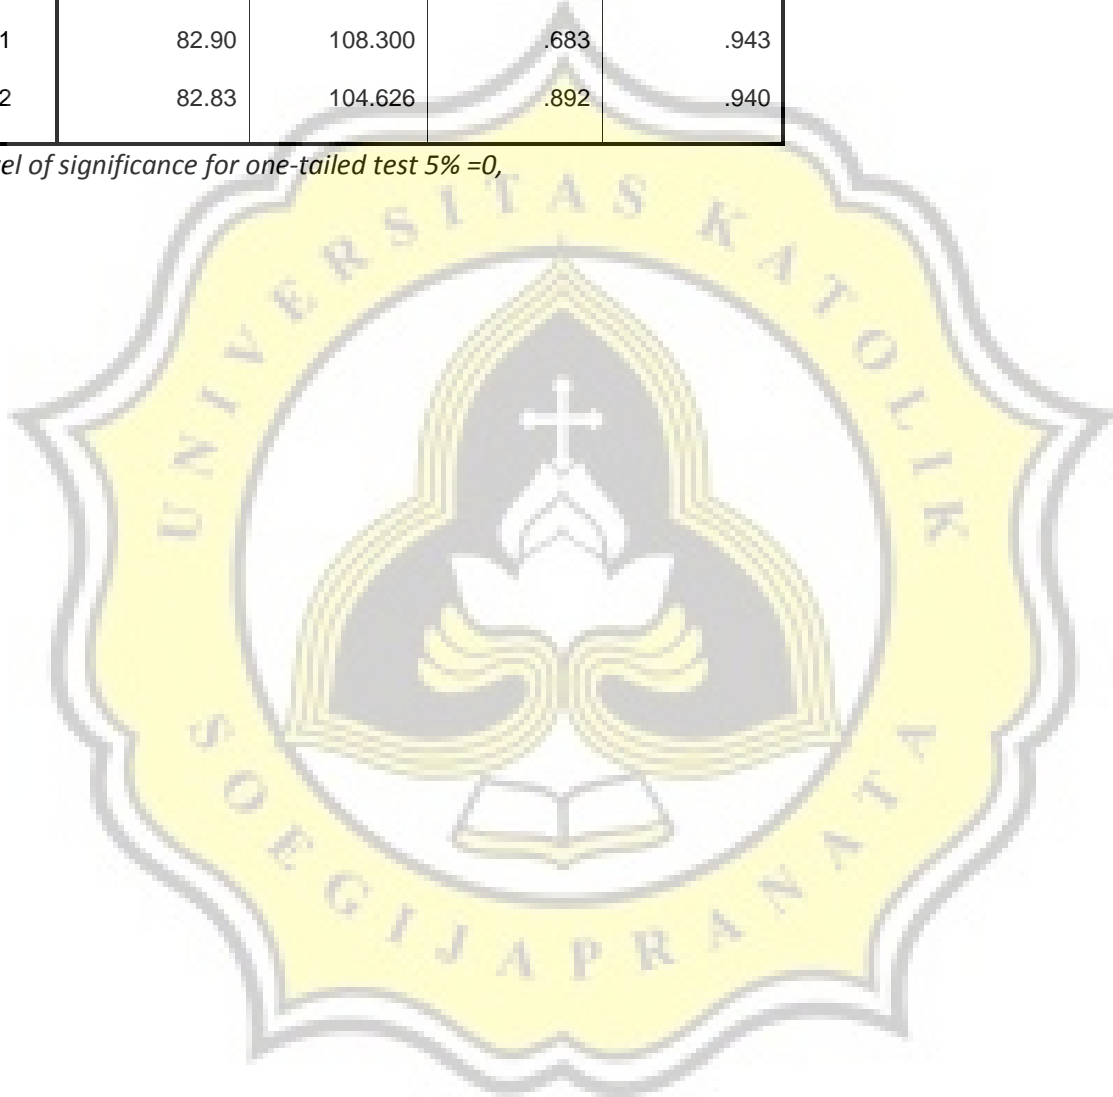 1 82.90 108.300 .683 .943
2 82.83 104.626 .892 .940
el of significance for one-tailed test 5% =0,
UNIVERSITAS KATOLIK
SOEGIJAPRANATA